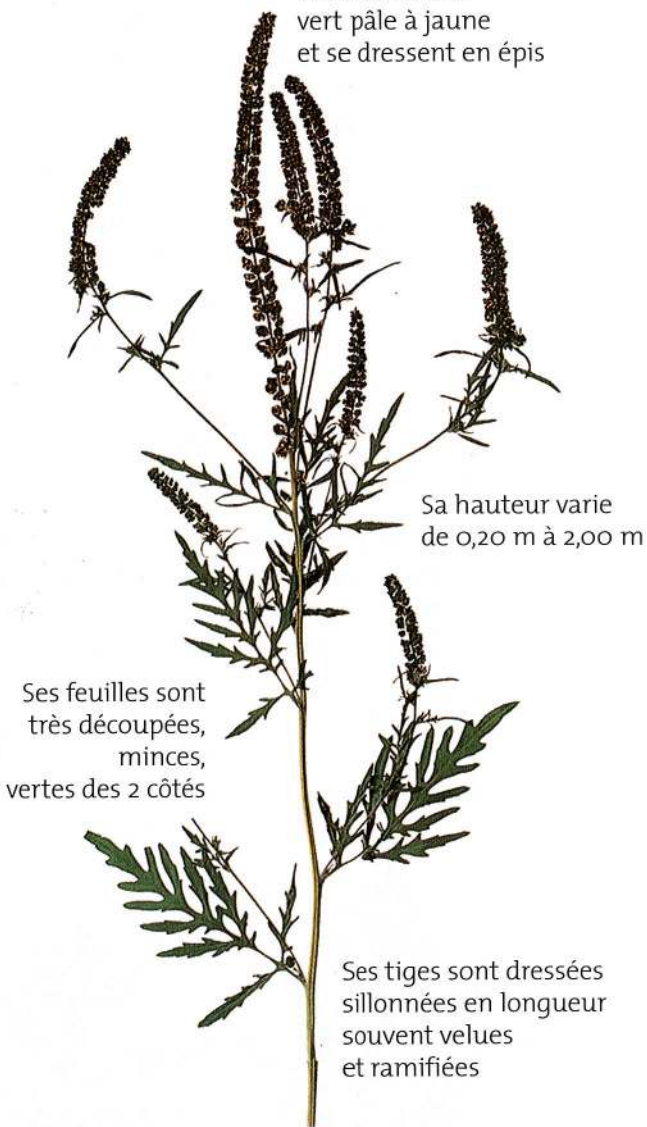 vert pâle à jaune
et se dressent en épis
Sa hauteur varie
de 0,20 m à 2,00 m
Ses feuilles sont
très découpées,
minces,
vertes des 2 côtés
Ses tiges sont dressées
sillonnées en longueur
souvent velues
et ramifiées